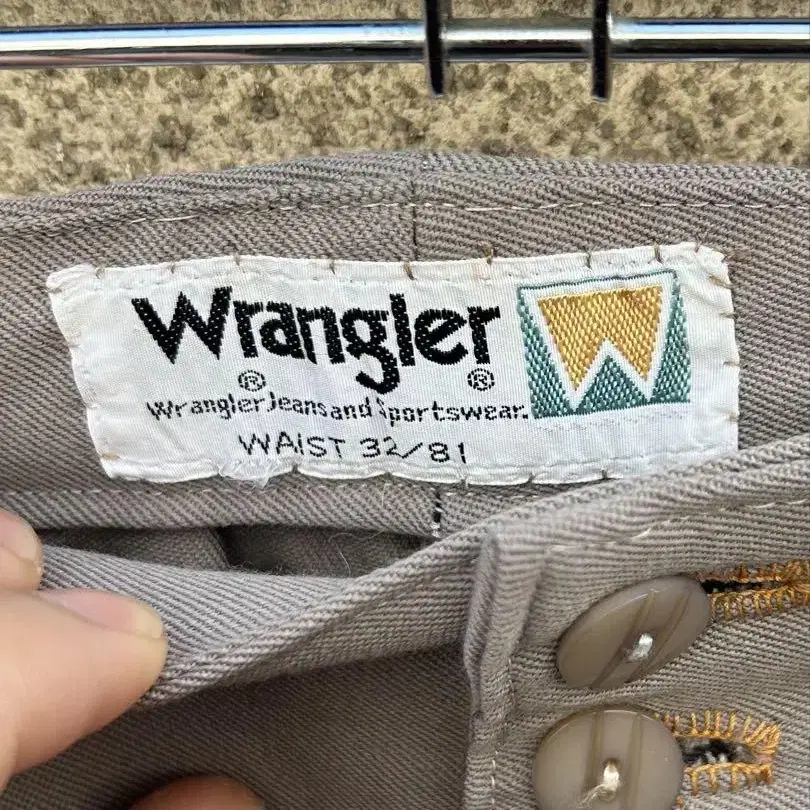 Wrangler
® ®
Wrangler Jeans and Sportswear.
WAIST 32/81
W